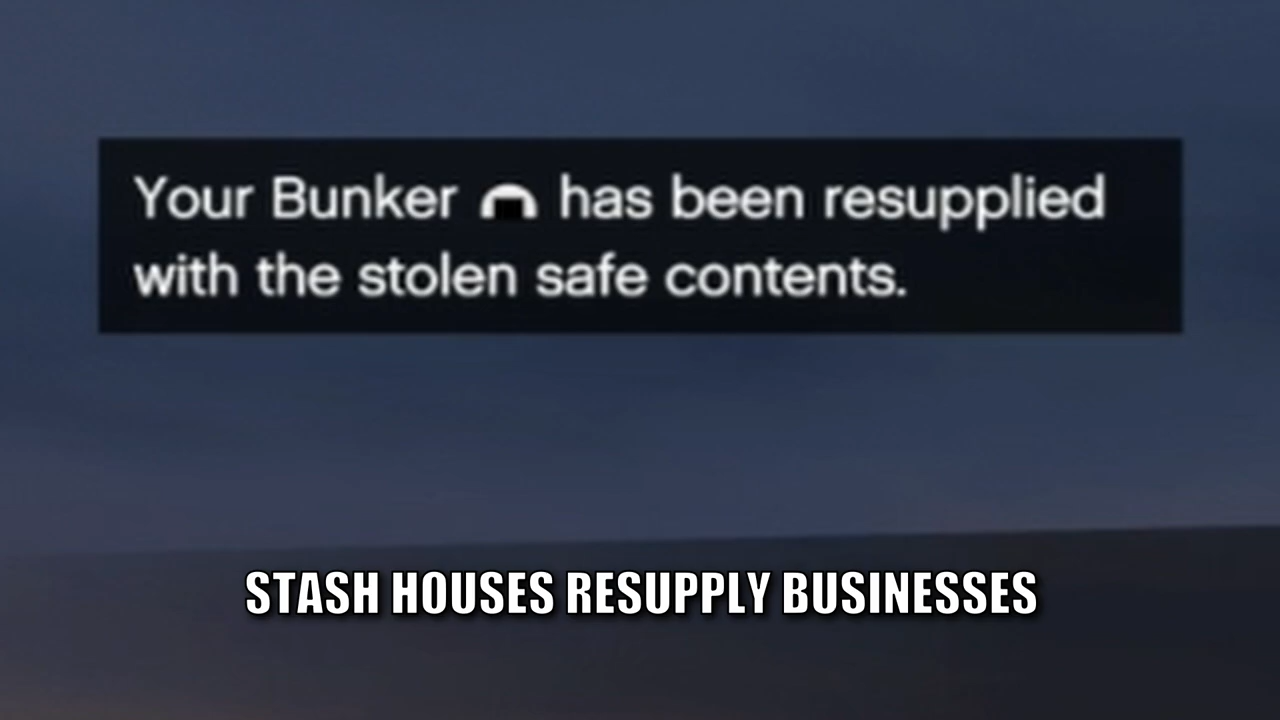 Your Bunker has been resupplied
with the stolen safe contents.
STASH HOUSES RESUPPLY BUSINESSES